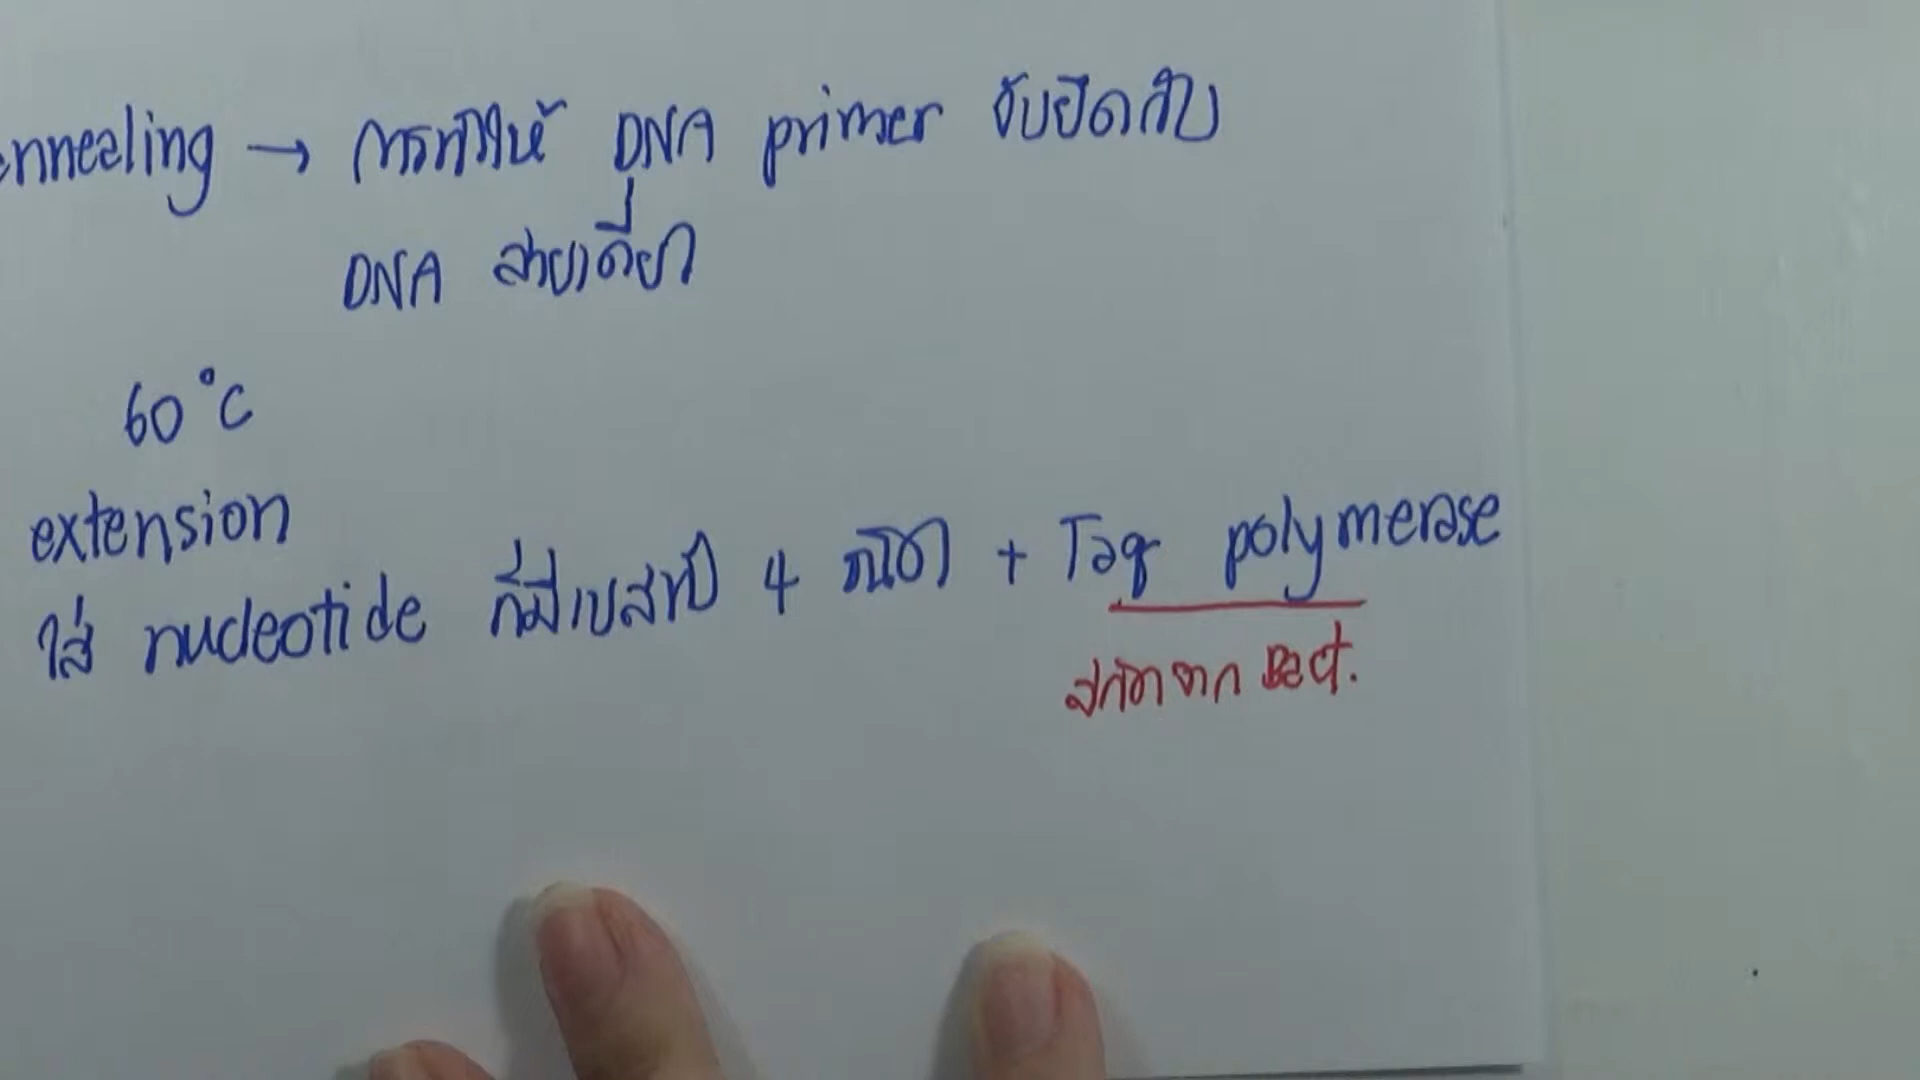 annealing → การทำให้ DNA primer จับยึดกับ
DNA สายเดี่ยว
60°C
extension
ใส่ nucleotide ที่มีเบสทั้ง 4 ชนิด + Taq polymerase
สกัดจาก Bact.